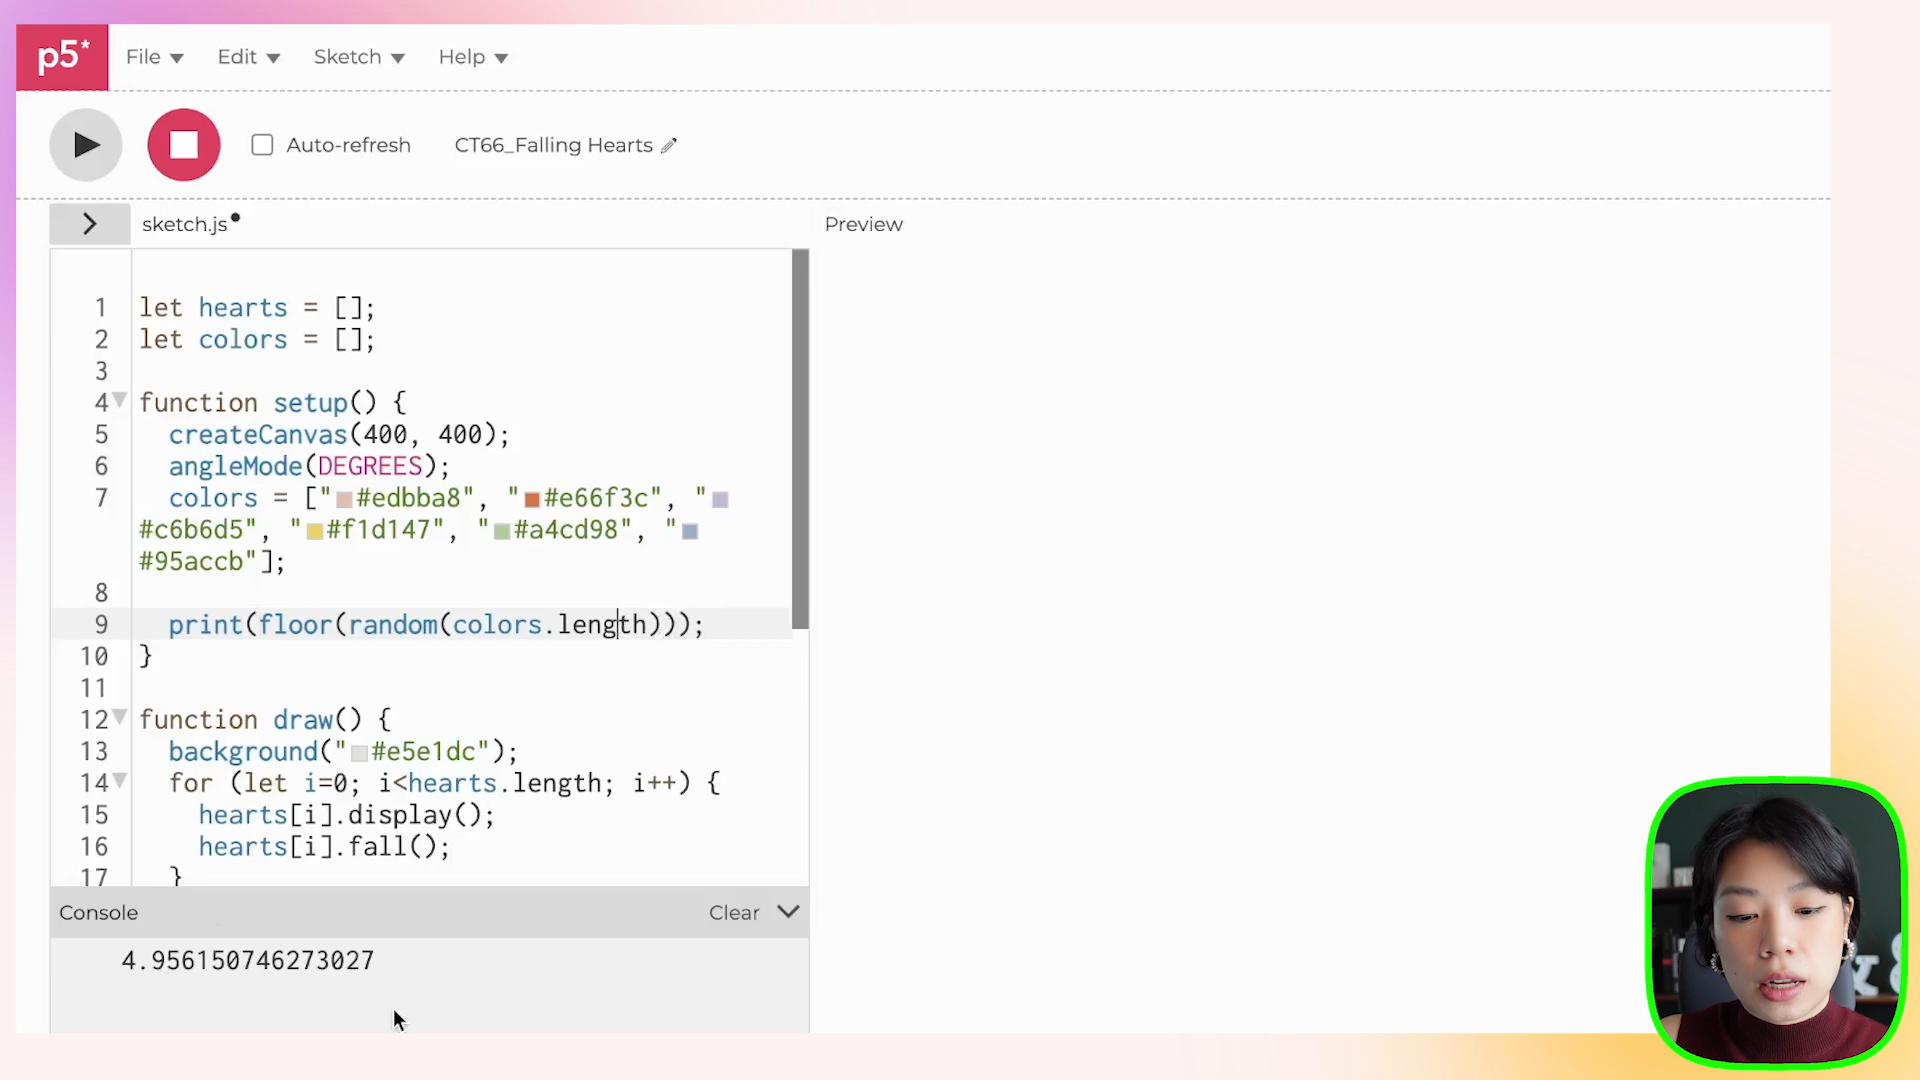 p5* File Edit Sketch Help
Auto-refresh CT66_Falling Hearts
sketch.js Preview
1 let hearts = [];
2 let colors = [];
3
4 function setup() {
5 createCanvas(400, 400);
6 angleMode(DEGREES);
7 colors = ["#edbba8", "#e66f3c", "
#c6b6d5", "#f1d147", "#a4cd98", "
#95accb"];
8
9 print(floor(random(colors.length)));
10 }
11
12 function draw() {
13 background("#e5e1dc");
14 for (let i=0; i<hearts.length; i++) {
15 hearts[i].display();
16 hearts[i].fall();
17 }
Console Clear
4.956150746273027
&